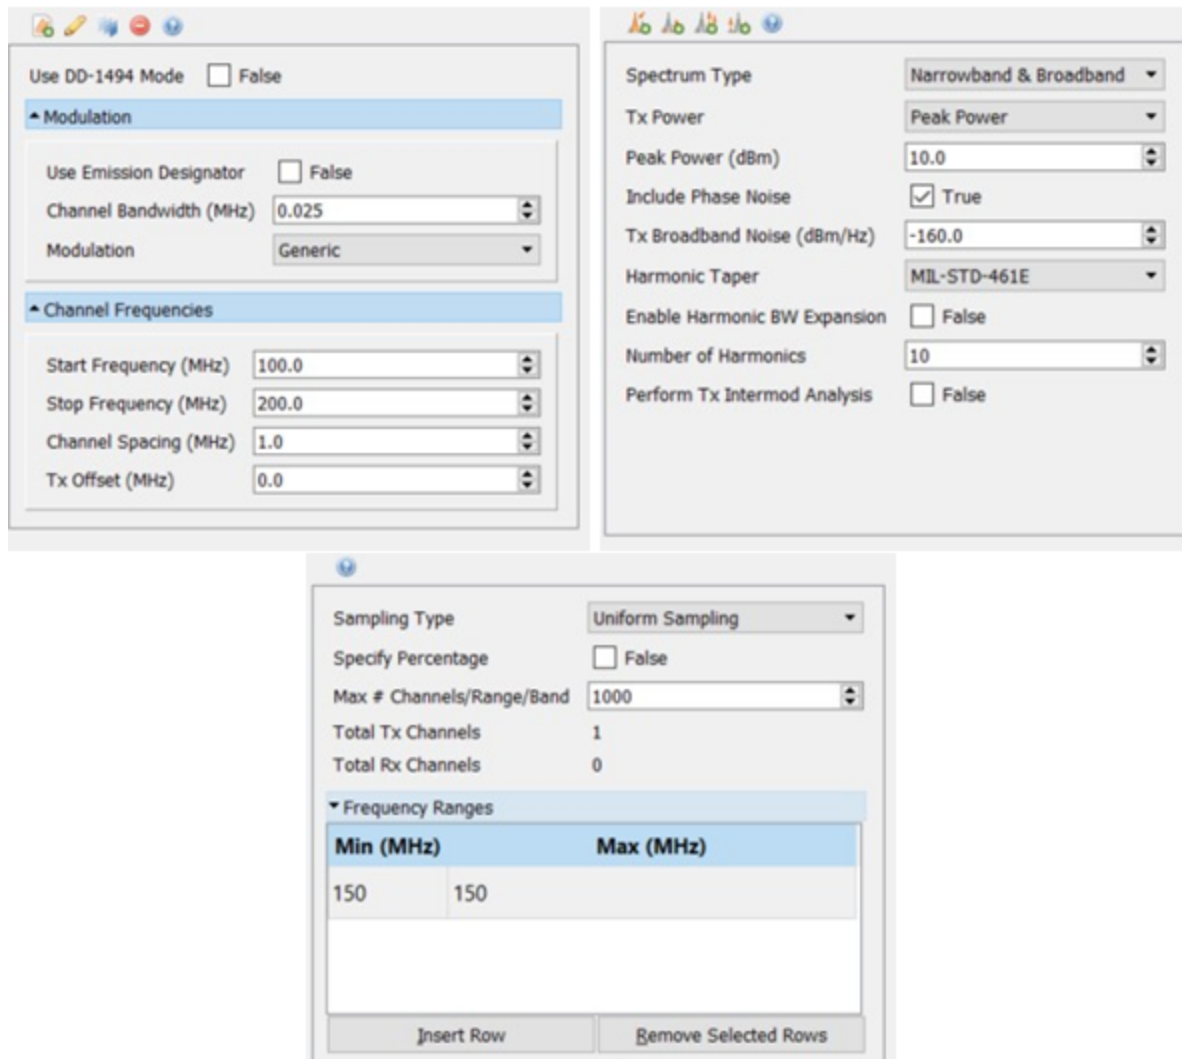 Use DD-1494 Mode False
Modulation
Use Emission Designator False
Channel Bandwidth (MHz) 0.025
Modulation Generic
Channel Frequencies
Start Frequency (MHz) 100.0
Stop Frequency (MHz) 200.0
Channel Spacing (MHz) 1.0
Tx Offset (MHz) 0.0
Spectrum Type Narrowband & Broadband
Tx Power Peak Power
Peak Power (dBm) 10.0
Include Phase Noise True
Tx Broadband Noise (dBm/Hz) -160.0
Harmonic Taper MIL-STD-461E
Enable Harmonic BW Expansion False
Number of Harmonics 10
Perform Tx Intermod Analysis False
Sampling Type Uniform Sampling
Specify Percentage False
Max # Channels/Range/Band 1000
Total Tx Channels 1
Total Rx Channels 0
Frequency Ranges
Min (MHz) Max (MHz)
150 150
Insert Row Remove Selected Rows